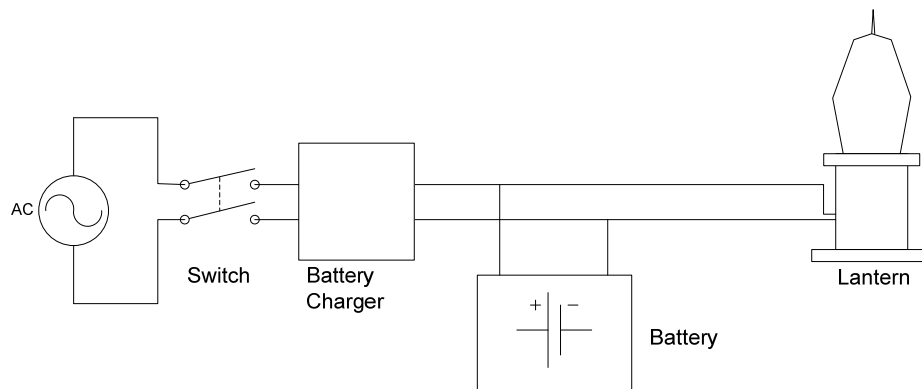 AC
Switch
Battery
Charger
+ −
Battery
Lantern